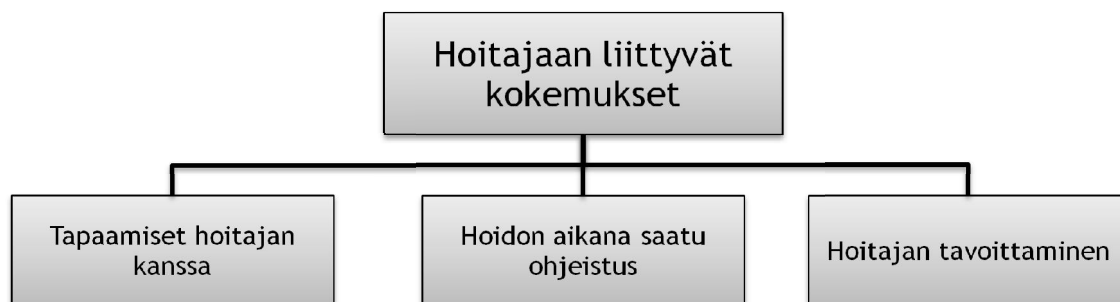 Hoitajaan liittyvät
kokemukset
Tapaamiset hoitajan
kanssa
Hoidon aikana saatu
ohjeistus
Hoitajan tavoittaminen